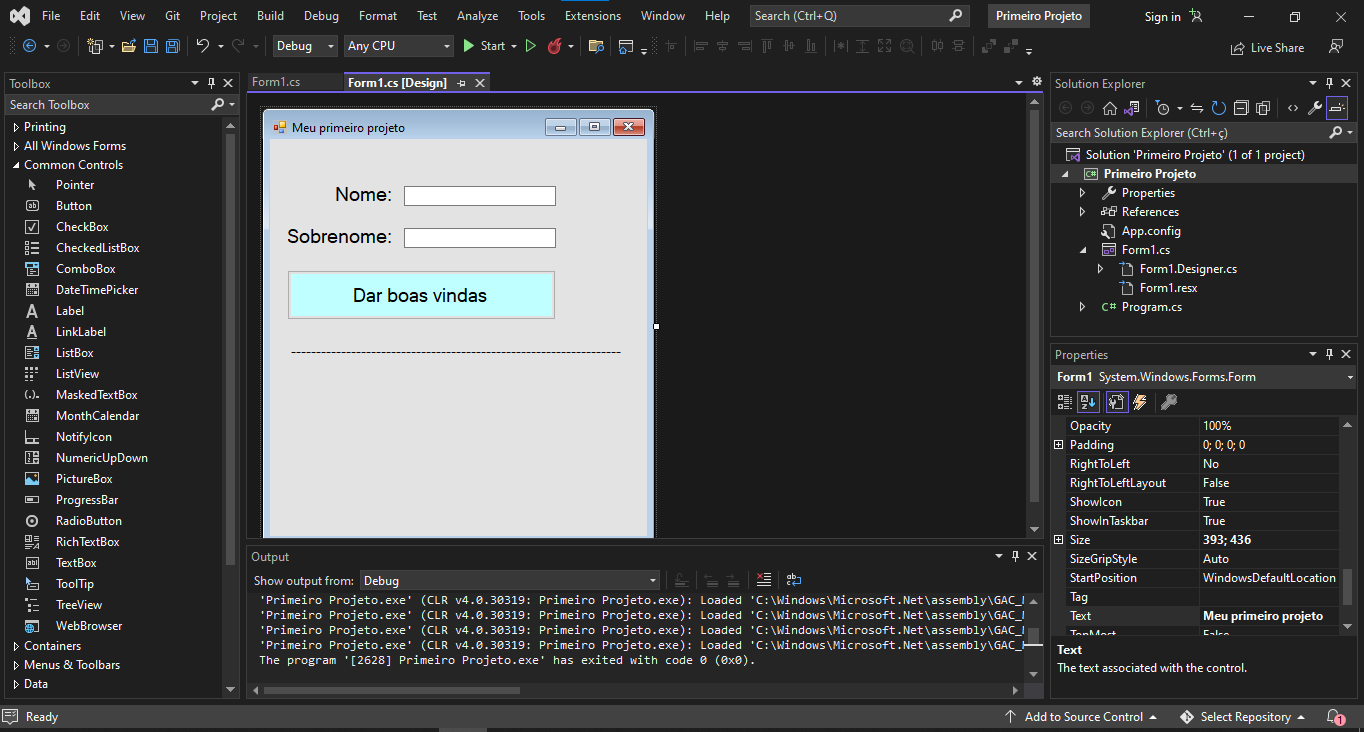 File Edit View Git Project Build Debug Format Test Analyze Tools Extensions Window Help Search (Ctrl+Q) Primeiro Projeto Sign in
Debug Any CPU Start Live Share
Toolbox
Search Toolbox
Printing
All Windows Forms
Common Controls
Pointer
Button
CheckBox
CheckedListBox
ComboBox
DateTimePicker
Label
LinkLabel
ListBox
ListView
MaskedTextBox
MonthCalendar
NotifyIcon
NumericUpDown
PictureBox
ProgressBar
RadioButton
RichTextBox
TextBox
ToolTip
TreeView
WebBrowser
Containers
Menus & Toolbars
Data
Form1.cs Form1.cs [Design]
Meu primeiro projeto
Nome:
Sobrenome:
Dar boas vindas
------------------------------------------------------------------
Output
Show output from: Debug
'Primeiro Projeto.exe' (CLR v4.0.30319: Primeiro Projeto.exe): Loaded 'C:\Windows\Microsoft.Net\assembly\GAC_
'Primeiro Projeto.exe' (CLR v4.0.30319: Primeiro Projeto.exe): Loaded 'C:\Windows\Microsoft.Net\assembly\GAC_
'Primeiro Projeto.exe' (CLR v4.0.30319: Primeiro Projeto.exe): Loaded 'C:\Windows\Microsoft.Net\assembly\GAC_
'Primeiro Projeto.exe' (CLR v4.0.30319: Primeiro Projeto.exe): Loaded 'C:\Windows\Microsoft.Net\assembly\GAC_
The program '[2628] Primeiro Projeto.exe' has exited with code 0 (0x0).
Solution Explorer
Search Solution Explorer (Ctrl+ç)
Solution 'Primeiro Projeto' (1 of 1 project)
C# Primeiro Projeto
Properties
References
App.config
Form1.cs
Form1.Designer.cs
Form1.resx
C# Program.cs
Properties
Form1 System.Windows.Forms.Form
Opacity 100%
Padding 0; 0; 0; 0
RightToLeft No
RightToLeftLayout False
ShowIcon True
ShowInTaskbar True
Size 393; 436
SizeGripStyle Auto
StartPosition WindowsDefaultLocation
Tag
Text Meu primeiro projeto
TopMost False
Text
The text associated with the control.
Ready Add to Source Control Select Repository 1